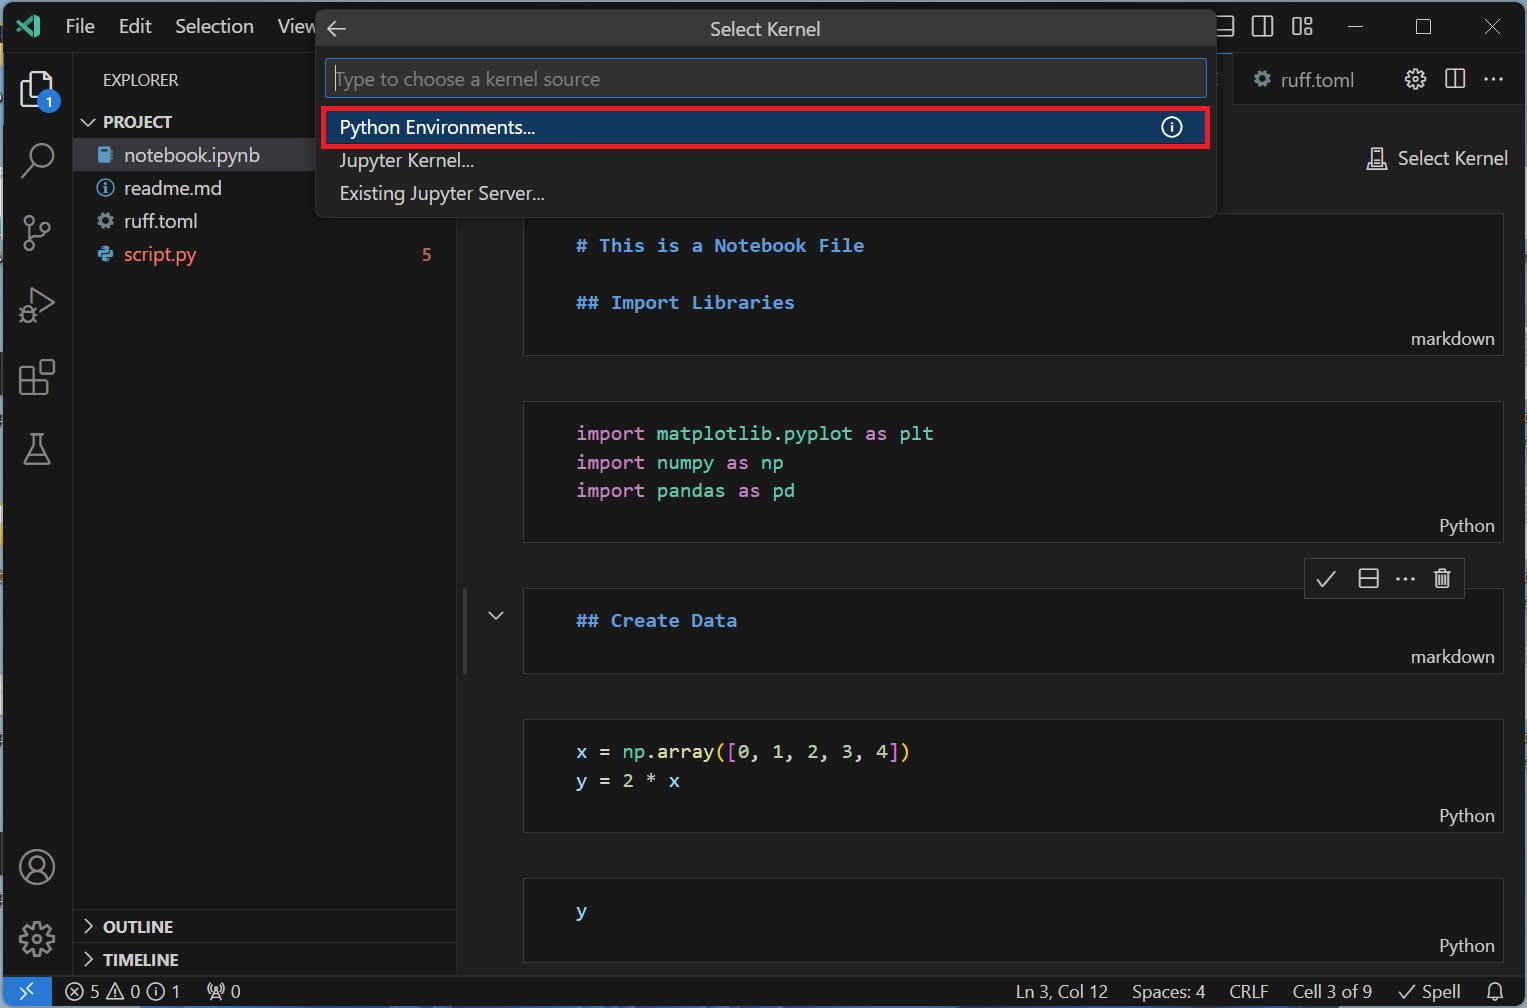 File Edit Selection View
Select Kernel
Type to choose a kernel source
Python Environments...
Jupyter Kernel...
Existing Jupyter Server...
ruff.toml
Select Kernel
1
EXPLORER
PROJECT
notebook.ipynb
readme.md
ruff.toml
script.py 5
OUTLINE
TIMELINE
# This is a Notebook File
## Import Libraries
markdown
import matplotlib.pyplot as plt
import numpy as np
import pandas as pd
Python
## Create Data
markdown
x = np.array([0, 1, 2, 3, 4])
y = 2 * x
Python
y
Python
5 0 1 0 Ln 3, Col 12 Spaces: 4 CRLF Cell 3 of 9 Spell